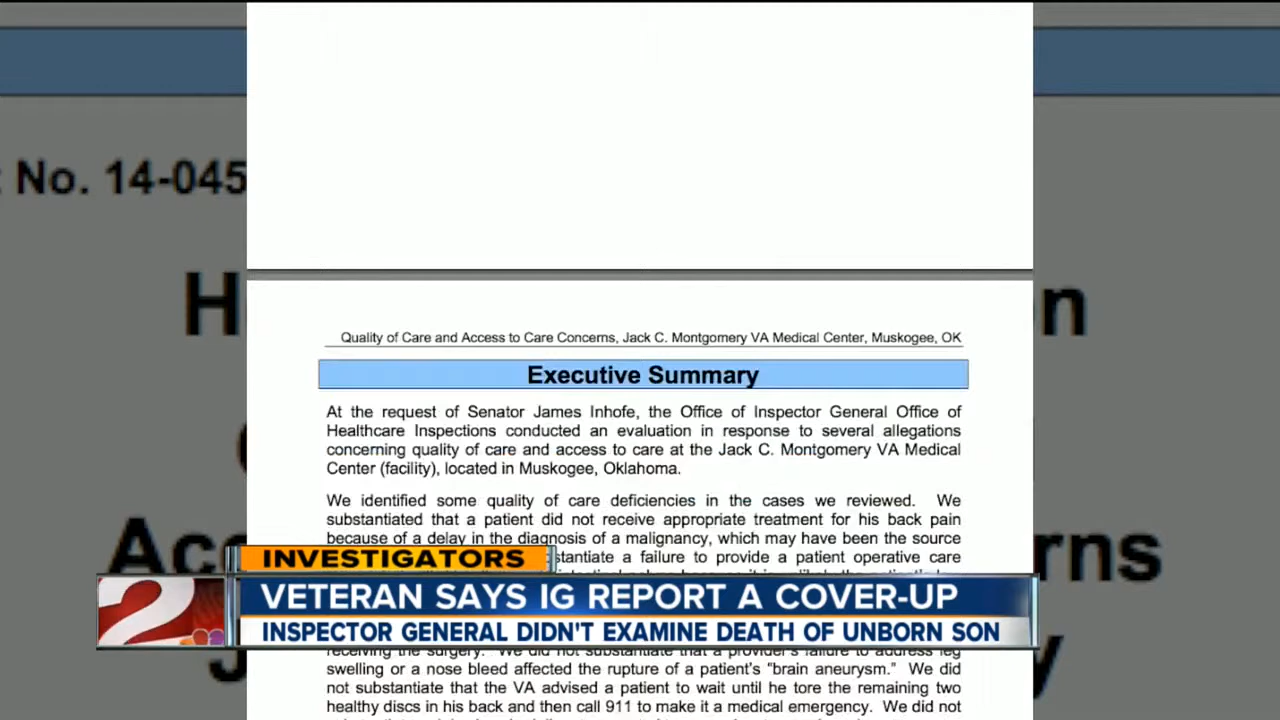 No. 14-045
H
n
Quality of Care and Access to Care Concerns, Jack C. Montgomery VA Medical Center, Muskogee, OK
Executive Summary
At the request of Senator James Inhofe, the Office of Inspector General Office of
Healthcare Inspections conducted an evaluation in response to several allegations
concerning quality of care and access to care at the Jack C. Montgomery VA Medical
Center (facility), located in Muskogee, Oklahoma.
We identified some quality of care deficiencies in the cases we reviewed. We
substantiated that a patient did not receive appropriate treatment for his back pain
because of a delay in the diagnosis of a malignancy, which may have been the source
stantiate a failure to provide a patient operative care
Acc
rns
INVESTIGATORS
2
VETERAN SAYS IG REPORT A COVER-UP
INSPECTOR GENERAL DIDN'T EXAMINE DEATH OF UNBORN SON
receiving the surgery. We did not substantiate that a provider's failure to address leg
swelling or a nose bleed affected the rupture of a patient's "brain aneurysm." We did
not substantiate that the VA advised a patient to wait until he tore the remaining two
healthy discs in his back and then call 911 to make it a medical emergency. We did not
J
y